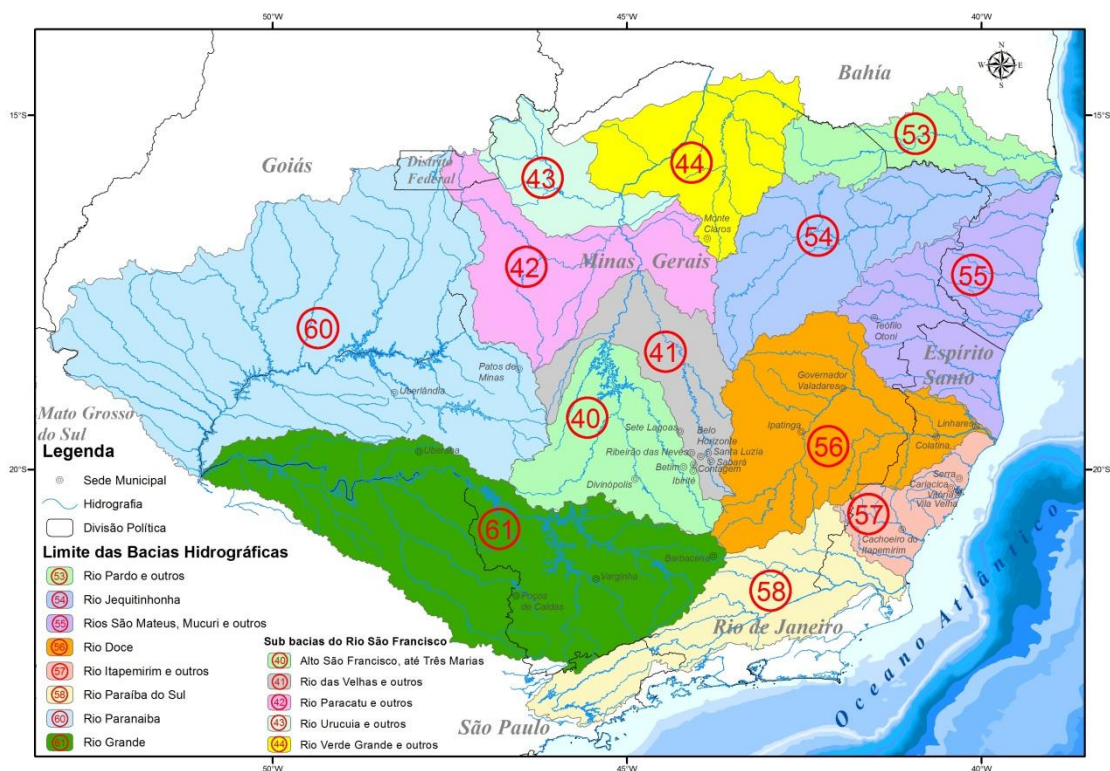 50°W
45°W
40°W
N
W E
S
Bahía
15°S
15°S
53
Goiás
Distrito
Federal
43
44
Monte
Claros
54
42
Minas Gerais
55
60
Teófilo
Otoni
41
Espírito
Santo
Patos de
Minas
Uberlândia
Governador
Valadares
40
Mato Grosso
do Sul
Sete Lagoas
Belo
Horizonte
Ipatinga
Linhares
56
Colatina
Uberaba
Ribeirão das Neves
Santa Luzia
Sabará
Betim
Contagem
Ibirité
20°S
20°S
Divinópolis
Serra
Cariacica
Vitória
Vila Velha
57
Cachoeiro do
Itapemirim
61
Barbacena
Varginha
58
Poços
de Caldas
Rio de Janeiro
Oceano Atlântico
São Paulo
Legenda
Sede Municipal
Hidrografia
Divisão Política
Limite das Bacias Hidrográficas
53 Rio Pardo e outros
54 Rio Jequitinhonha
55 Rios São Mateus, Mucuri e outros
56 Rio Doce
57 Rio Itapemirim e outros
58 Rio Paraíba do Sul
60 Rio Paranaiba
61 Rio Grande
Sub bacias do Rio São Francisco
40 Alto São Francisco, até Três Marias
41 Rio das Velhas e outros
42 Rio Paracatu e outros
43 Rio Urucuia e outros
44 Rio Verde Grande e outros
50°W
45°W
40°W